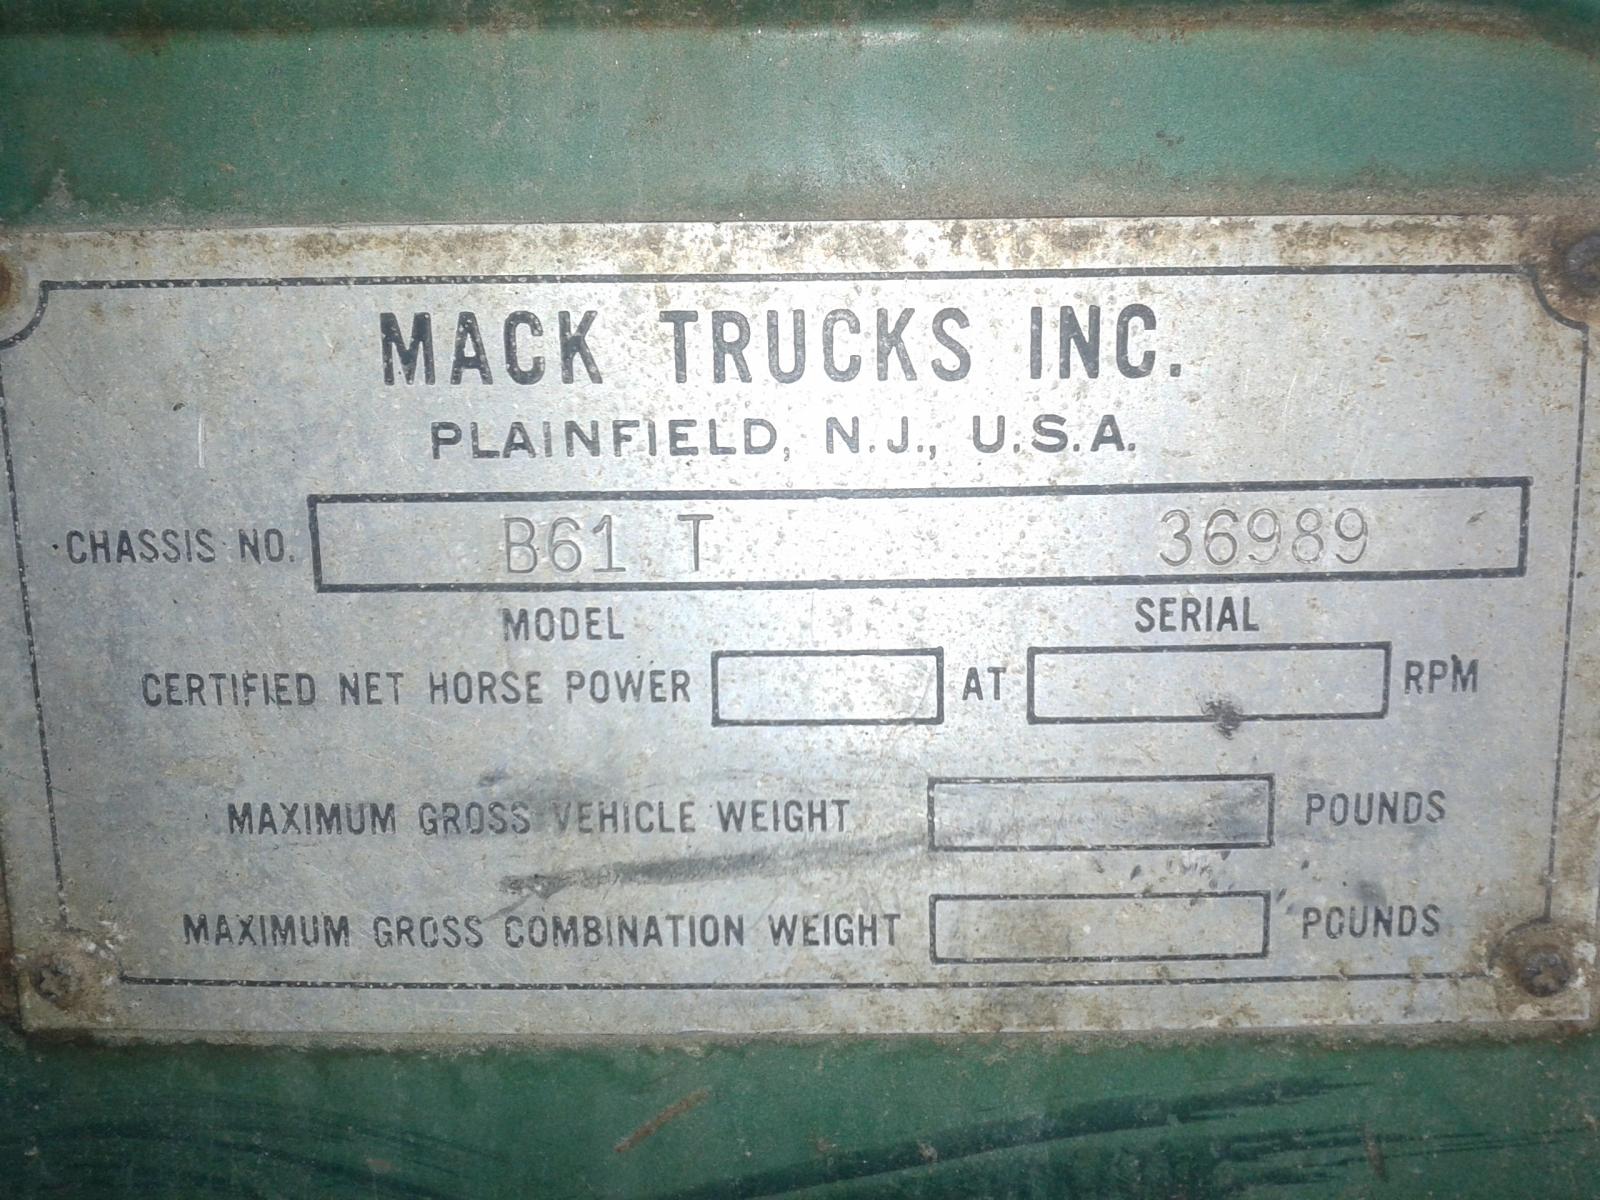 MACK TRUCKS INC.
PLAINFIELD, N.J., U.S.A.
CHASSIS NO. B61 T 36989
MODEL SERIAL
CERTIFIED NET HORSE POWER AT RPM
MAXIMUM GROSS VEHICLE WEIGHT POUNDS
MAXIMUM GROSS COMBINATION WEIGHT POUNDS